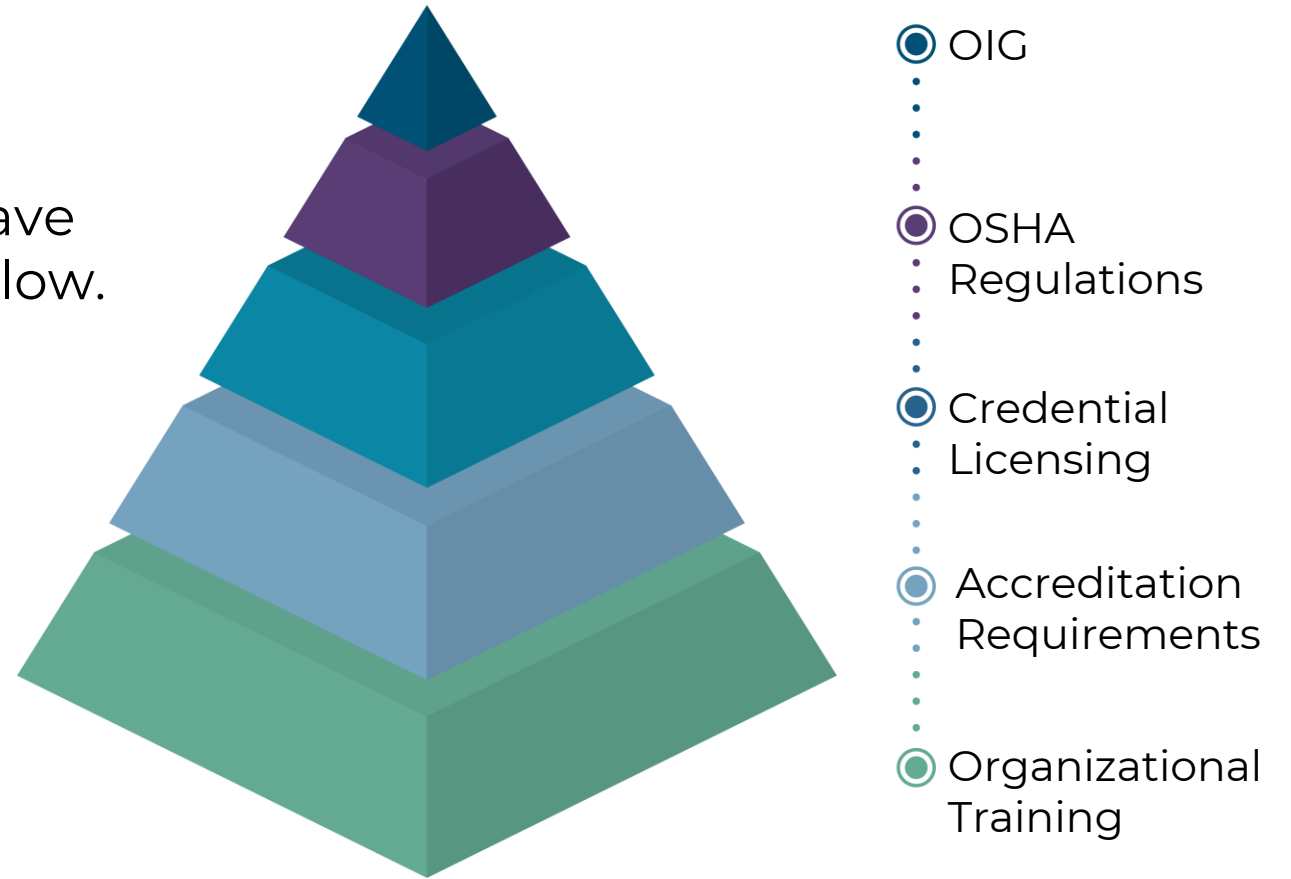 OIG
ave
low.
OSHA
Regulations
Credential
Licensing
Accreditation
Requirements
Organizational
Training